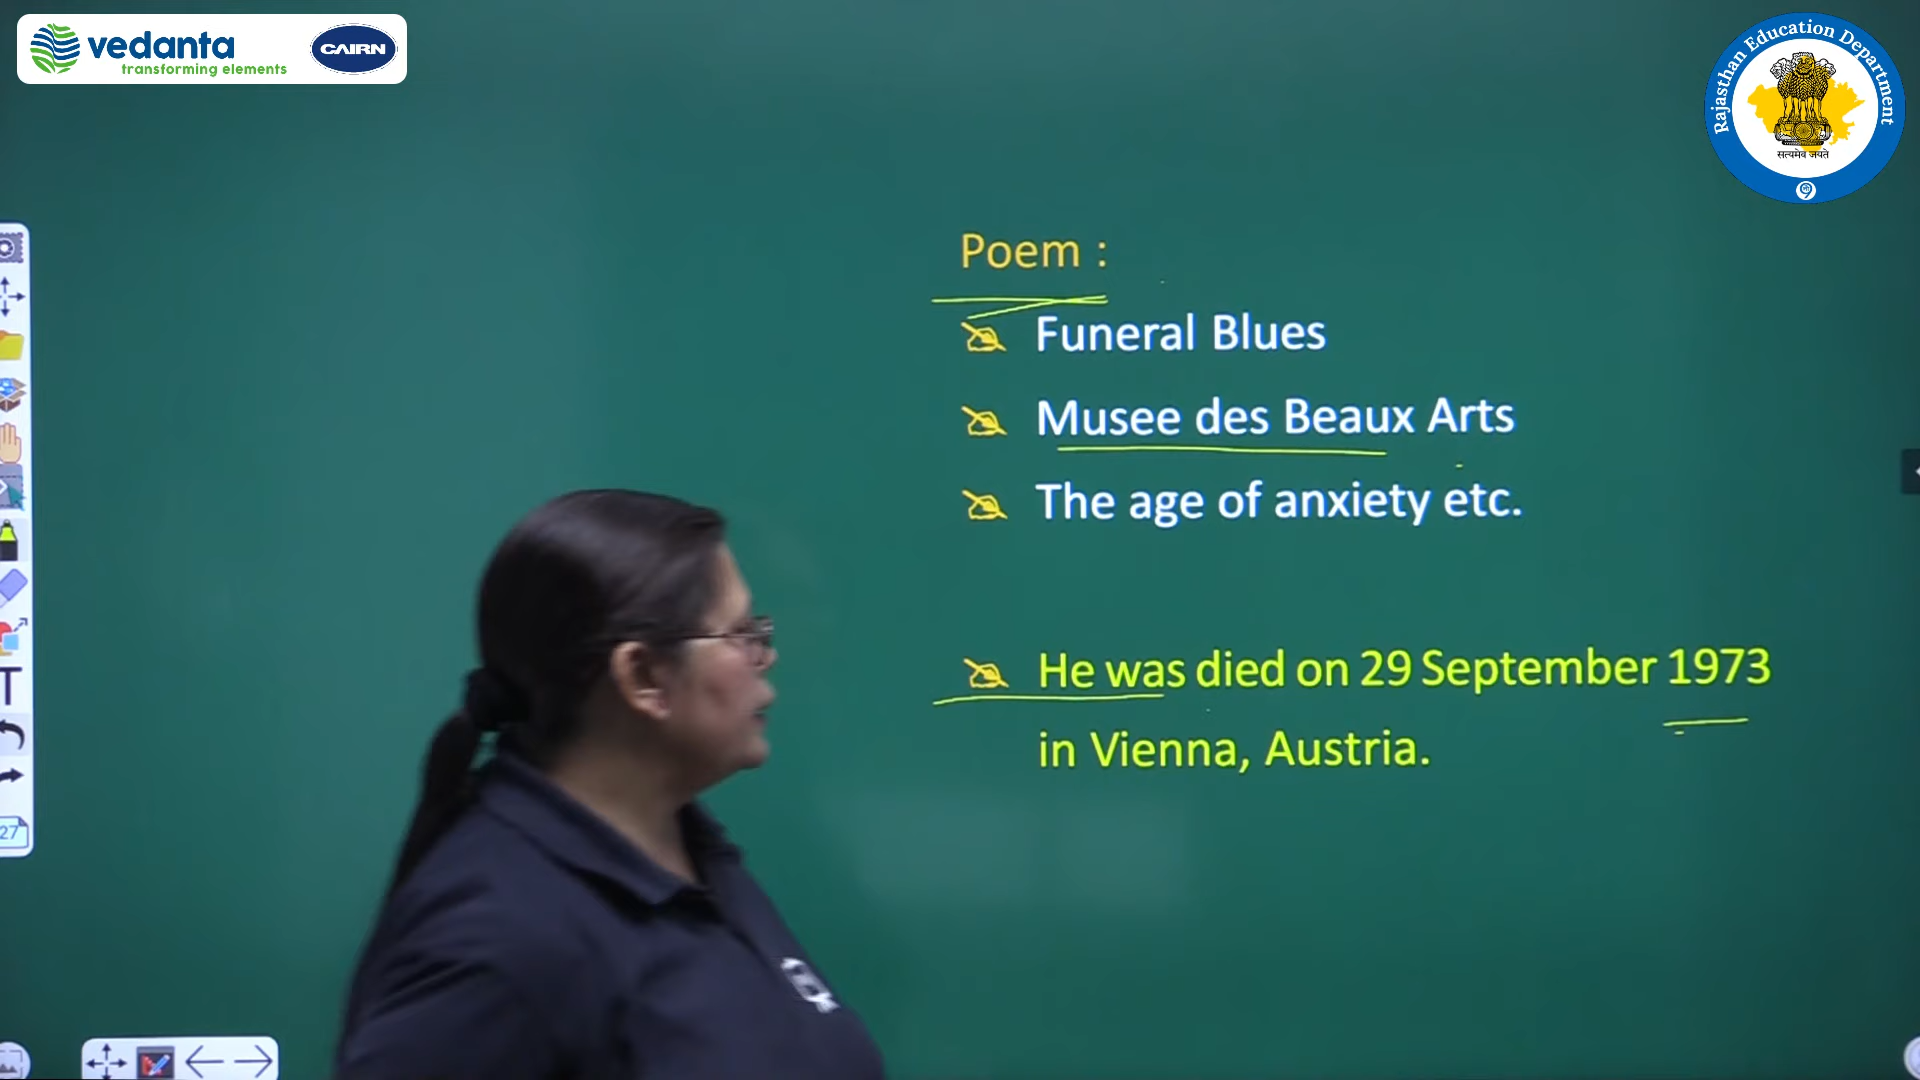 vedanta
transforming elements
CAIRN
Rajasthan Education Department
सत्यमेव जयते
Poem :
Funeral Blues
Musee des Beaux Arts
The age of anxiety etc.
He was died on 29 September 1973
in Vienna, Austria.
T
27